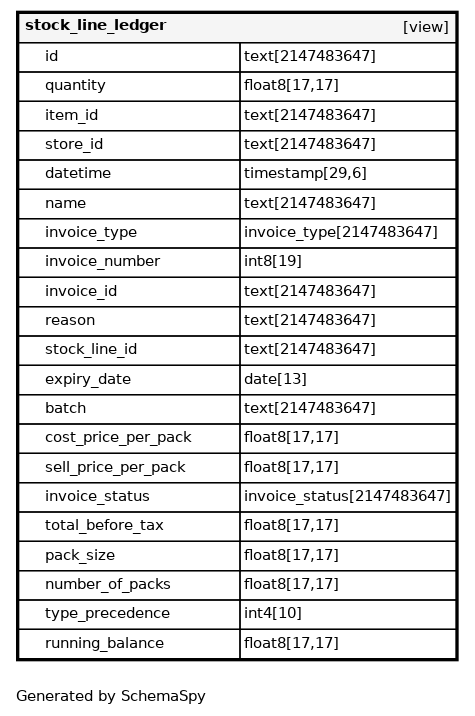 stock_line_ledger [view]
id text[2147483647]
quantity float8[17,17]
item_id text[2147483647]
store_id text[2147483647]
datetime timestamp[29,6]
name text[2147483647]
invoice_type invoice_type[2147483647]
invoice_number int8[19]
invoice_id text[2147483647]
reason text[2147483647]
stock_line_id text[2147483647]
expiry_date date[13]
batch text[2147483647]
cost_price_per_pack float8[17,17]
sell_price_per_pack float8[17,17]
invoice_status invoice_status[2147483647]
total_before_tax float8[17,17]
pack_size float8[17,17]
number_of_packs float8[17,17]
type_precedence int4[10]
running_balance float8[17,17]
Generated by SchemaSpy